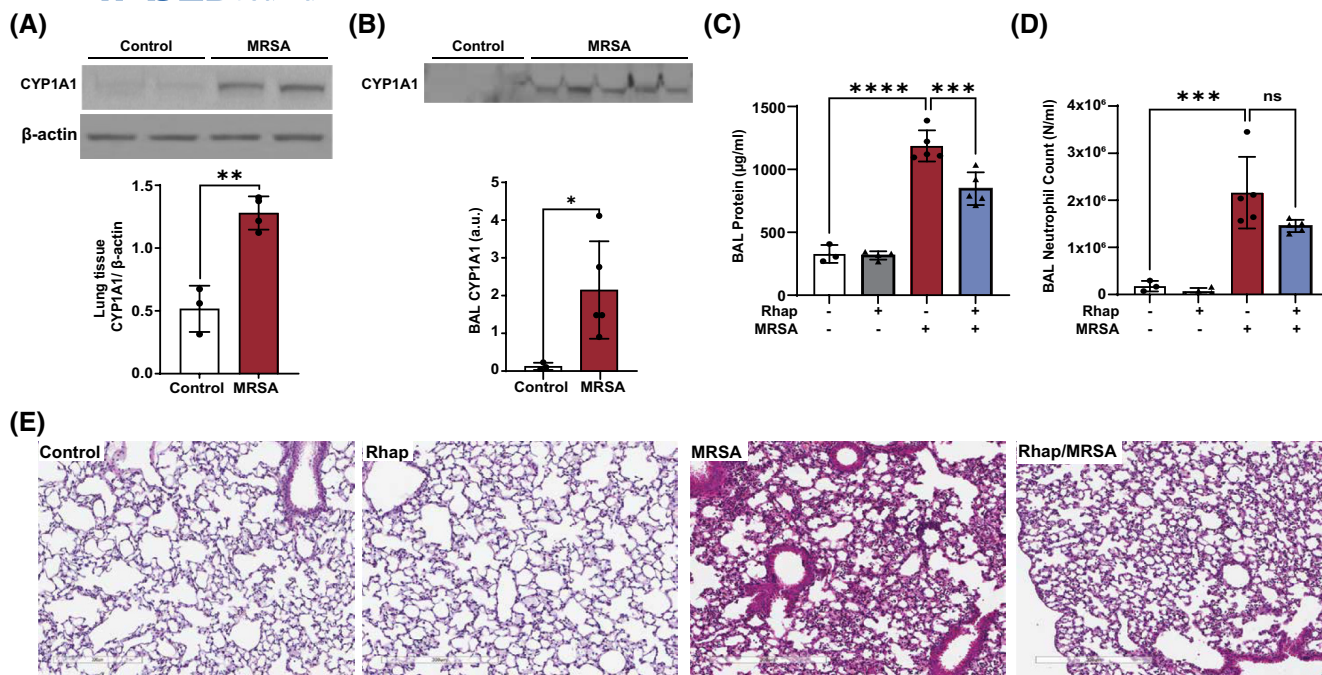 (A)
Control MRSA
CYP1A1
β-actin
**
1.5
1.0
0.5
0.0
Lung tissue
CYP1A1/ β-actin
Control MRSA
(B)
Control MRSA
CYP1A1
*
5
4
3
2
1
0
BAL CYP1A1 (a.u.)
Control MRSA
(C)
**** ***
1500
1000
500
0
BAL Protein (µg/ml)
Rhap - + - +
MRSA - - + +
(D)
*** ns
4x10⁶
3x10⁶
2x10⁶
1x10⁶
0
BAL Neutrophil Count (N/ml)
Rhap - + - +
MRSA - - + +
(E)
Control Rhap MRSA Rhap/MRSA